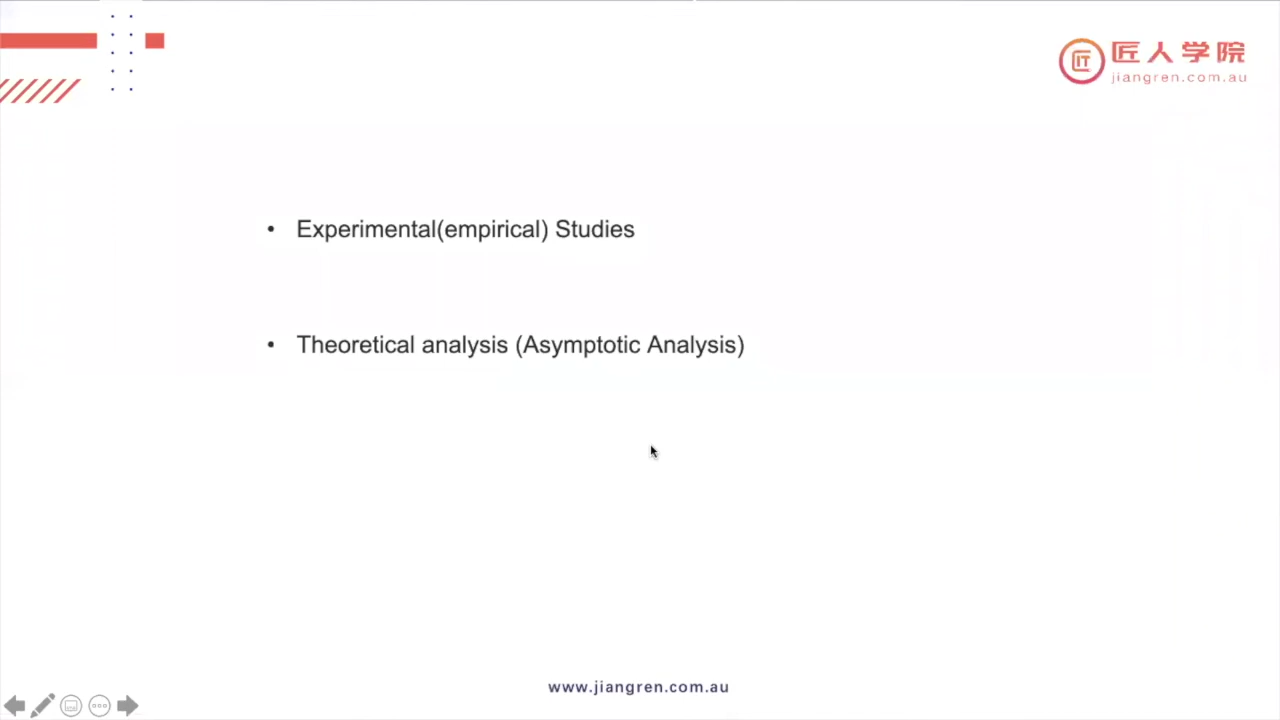 匠人学院
jiangren.com.au
• Experimental(empirical) Studies
• Theoretical analysis (Asymptotic Analysis)
www.jiangren.com.au